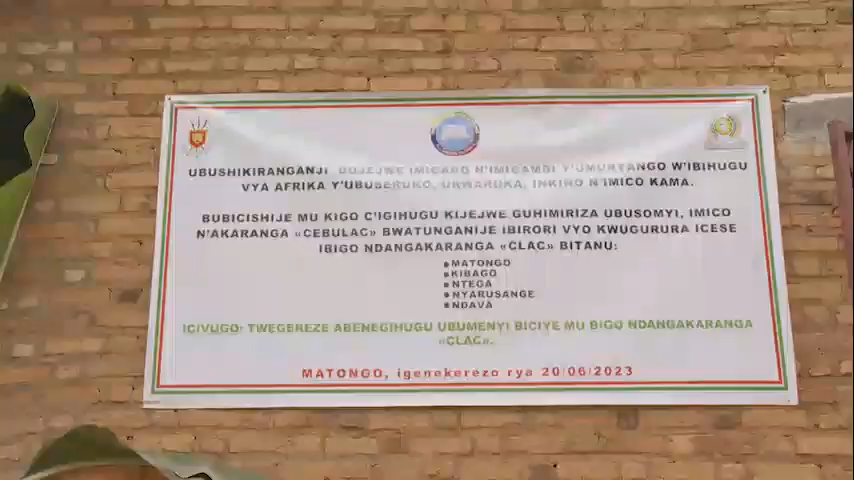 UBUSHIKIRANGANJI BUJEJWE IMICARO N'IMIGAMBI Y'UMURYANGO W'IBIHUGU
VYA AFRIKA Y'UBUSERUKO, URWARUKA, INKINO N'IMICO KAMA.
BUBICISHIJE MU KIGO C'IGIHUGU KIJEJWE GUHIMIRIZA UBUSOMYI, IMICO
N'AKARANGA «CEBULAC» BWATUNGANIJE IBIRORI VYO KWUGURURA ICESE
IBIGO NDANGAKARANGA «CLAC» BITANU:
• MATONGO
• KIBAGO
• NTEGA
• NYARUSANGE
• NDAVA
ICIVUGO: TWEGEREZE ABENEGIHUGU UBUMENYI BICIYE MU BIGO NDANGAKARANGA
«CLAC».
MATONGO, igenekerezo rya 20/06/2023